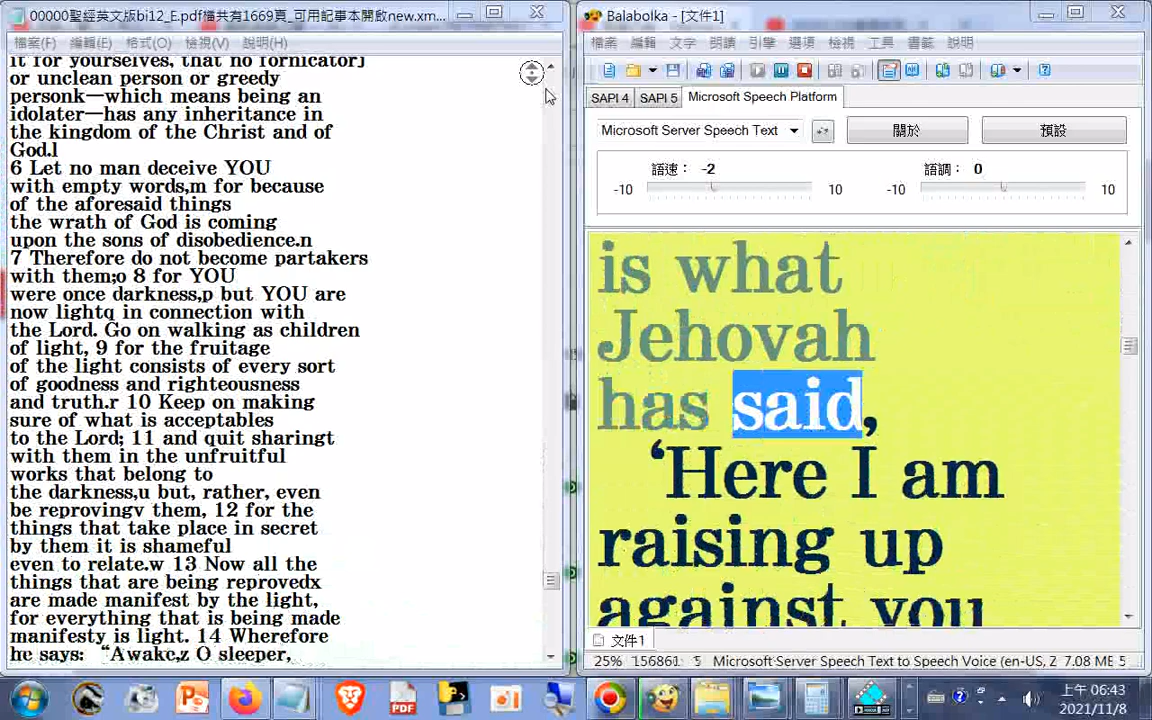 00000聖經英文版bi12_E.pdf檔共有1669頁_可用記事本開啟new.xm...
檔案(F) 編輯(E) 格式(O) 檢視(V) 說明(H)
it for yourselves, that no fornicatorj
or unclean person or greedy
personk—which means being an
idolater—has any inheritance in
the kingdom of the Christ and of
God.l
6 Let no man deceive YOU
with empty words,m for because
of the aforesaid things
the wrath of God is coming
upon the sons of disobedience.n
7 Therefore do not become partakers
with them;o 8 for YOU
were once darkness,p but YOU are
now lightq in connection with
the Lord. Go on walking as children
of light, 9 for the fruitage
of the light consists of every sort
of goodness and righteousness
and truth.r 10 Keep on making
sure of what is acceptables
to the Lord; 11 and quit sharingt
with them in the unfruitful
works that belong to
the darkness,u but, rather, even
be reprovingv them, 12 for the
things that take place in secret
by them it is shameful
even to relate.w 13 Now all the
things that are being reprovedx
are made manifest by the light,
for everything that is being made
manifesty is light. 14 Wherefore
he says: “Awake,z O sleeper,
Balabolka - [文件1]
檔案 編輯 文字 朗讀 引擎 選項 檢視 工具 書籤 說明
SAPI 4 SAPI 5 Microsoft Speech Platform
Microsoft Server Speech Text 關於 預設
語速： -2 語調： 0
-10 10 -10 10
is what
Jehovah
has said,
‘Here I am
raising up
against you
文件1
25% 156861 5 Microsoft Server Speech Text to Speech Voice (en-US, Z 7.08 MB 5
PDF
上午 06:43
2021/11/8